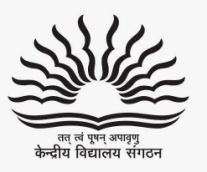 तत् त्वं पूषन् अपावृणु
केन्द्रीय विद्यालय संगठन